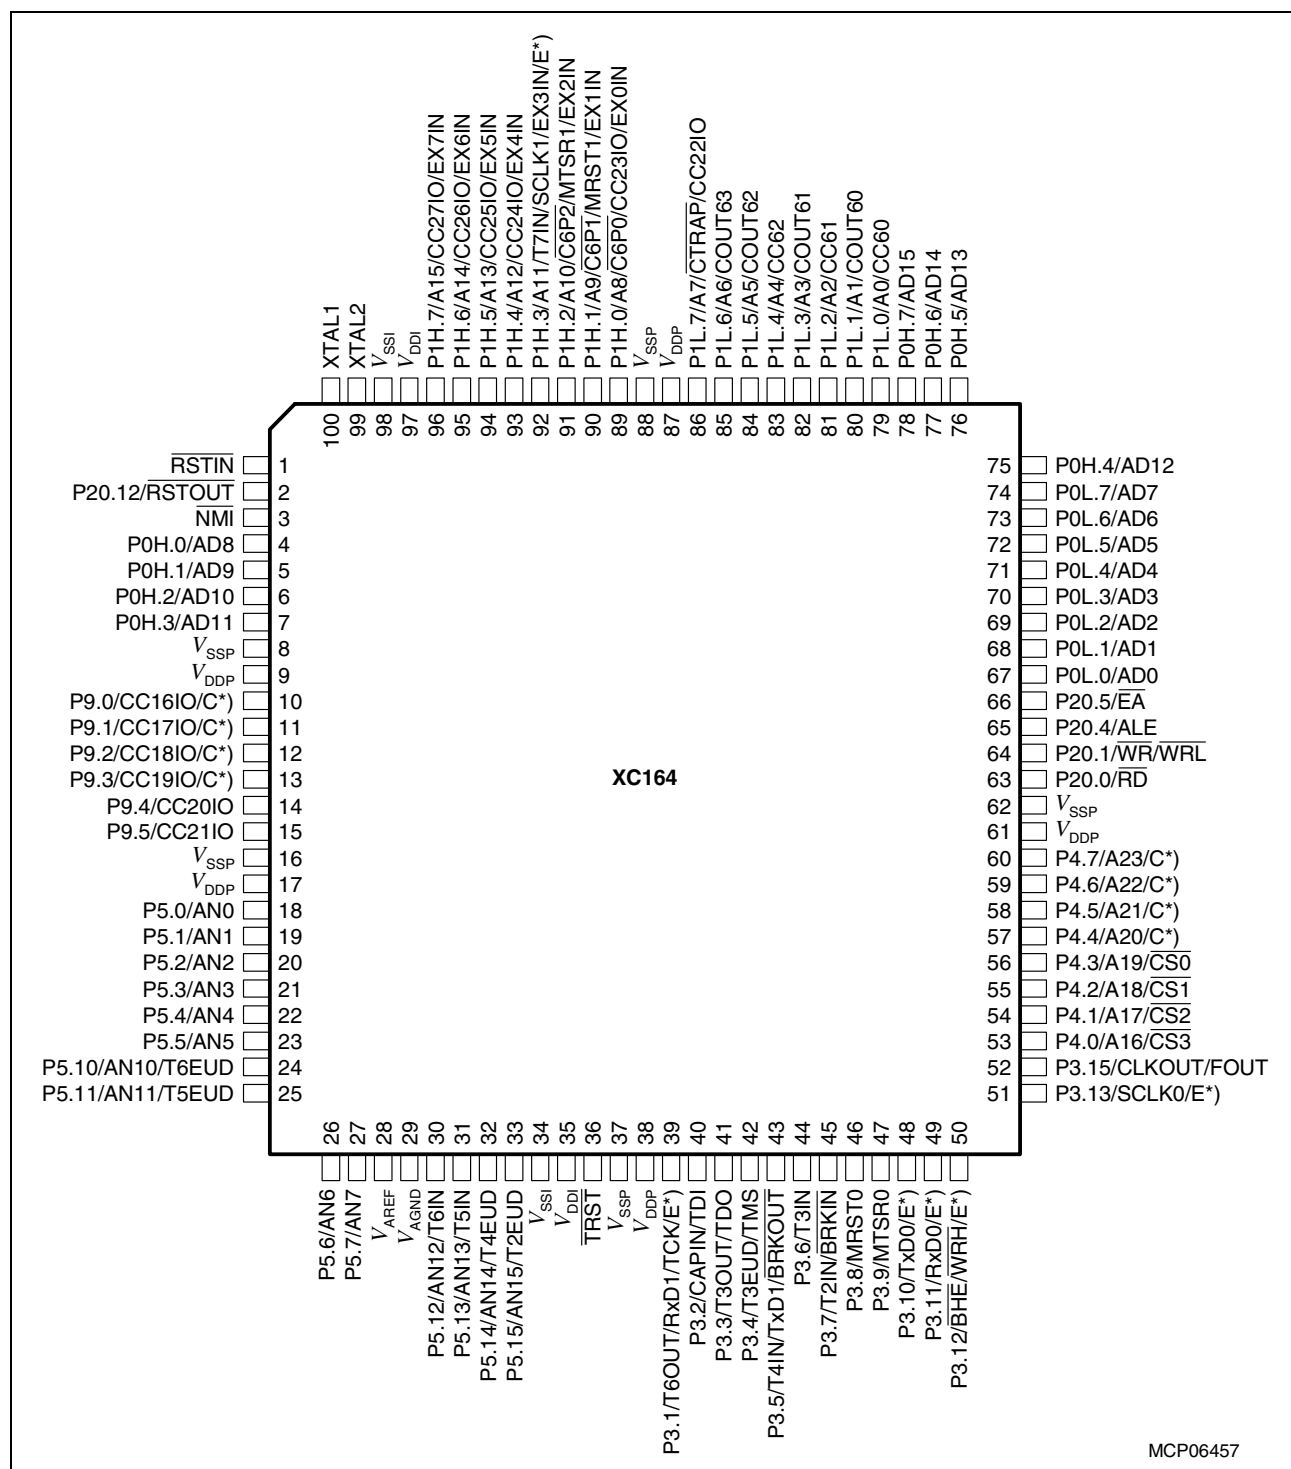 XTAL1
XTAL2
V_SSI
V_DDI
P1H.7/A15/CC27IO/EX7IN
P1H.6/A14/CC26IO/EX6IN
P1H.5/A13/CC25IO/EX5IN
P1H.4/A12/CC24IO/EX4IN
P1H.3/A11/T7IN/SCLK1/EX3IN/E*)
P1H.2/A10/C6P2/MTSR1/EX2IN
P1H.1/A9/C6P1/MRST1/EX1IN
P1H.0/A8/C6P0/CC23IO/EX0IN
V_SSP
V_DDP
P1L.7/A7/CTRAP/CC22IO
P1L.6/A6/COUT63
P1L.5/A5/COUT62
P1L.4/A4/CC62
P1L.3/A3/COUT61
P1L.2/A2/CC61
P1L.1/A1/COUT60
P1L.0/A0/CC60
P0H.7/AD15
P0H.6/AD14
P0H.5/AD13
100 99 98 97 96 95 94 93 92 91 90 89 88 87 86 85 84 83 82 81 80 79 78 77 76
RSTIN 1
P20.12/RSTOUT 2
NMI 3
P0H.0/AD8 4
P0H.1/AD9 5
P0H.2/AD10 6
P0H.3/AD11 7
V_SSP 8
V_DDP 9
P9.0/CC16IO/C*) 10
P9.1/CC17IO/C*) 11
P9.2/CC18IO/C*) 12
P9.3/CC19IO/C*) 13
P9.4/CC20IO 14
P9.5/CC21IO 15
V_SSP 16
V_DDP 17
P5.0/AN0 18
P5.1/AN1 19
P5.2/AN2 20
P5.3/AN3 21
P5.4/AN4 22
P5.5/AN5 23
P5.10/AN10/T6EUD 24
P5.11/AN11/T5EUD 25
XC164
75 P0H.4/AD12
74 P0L.7/AD7
73 P0L.6/AD6
72 P0L.5/AD5
71 P0L.4/AD4
70 P0L.3/AD3
69 P0L.2/AD2
68 P0L.1/AD1
67 P0L.0/AD0
66 P20.5/EA
65 P20.4/ALE
64 P20.1/WR/WRL
63 P20.0/RD
62 V_SSP
61 V_DDP
60 P4.7/A23/C*)
59 P4.6/A22/C*)
58 P4.5/A21/C*)
57 P4.4/A20/C*)
56 P4.3/A19/CS0
55 P4.2/A18/CS1
54 P4.1/A17/CS2
53 P4.0/A16/CS3
52 P3.15/CLKOUT/FOUT
51 P3.13/SCLK0/E*)
26 27 28 29 30 31 32 33 34 35 36 37 38 39 40 41 42 43 44 45 46 47 48 49 50
P5.6/AN6
P5.7/AN7
V_AREF
V_AGND
P5.12/AN12/T6IN
P5.13/AN13/T5IN
P5.14/AN14/T4EUD
P5.15/AN15/T2EUD
V_SSI
V_DDI
TRST
V_SSP
V_DDP
P3.1/T6OUT/RxD1/TCK/E*)
P3.2/CAPIN/TDI
P3.3/T3OUT/TDO
P3.4/T3EUD/TMS
P3.5/T4IN/TxD1/BRKOUT
P3.6/T3IN
P3.7/T2IN/BRKIN
P3.8/MRST0
P3.9/MTSR0
P3.10/TxD0/E*)
P3.11/RxD0/E*)
P3.12/BHE/WRH/E*)
MCP06457